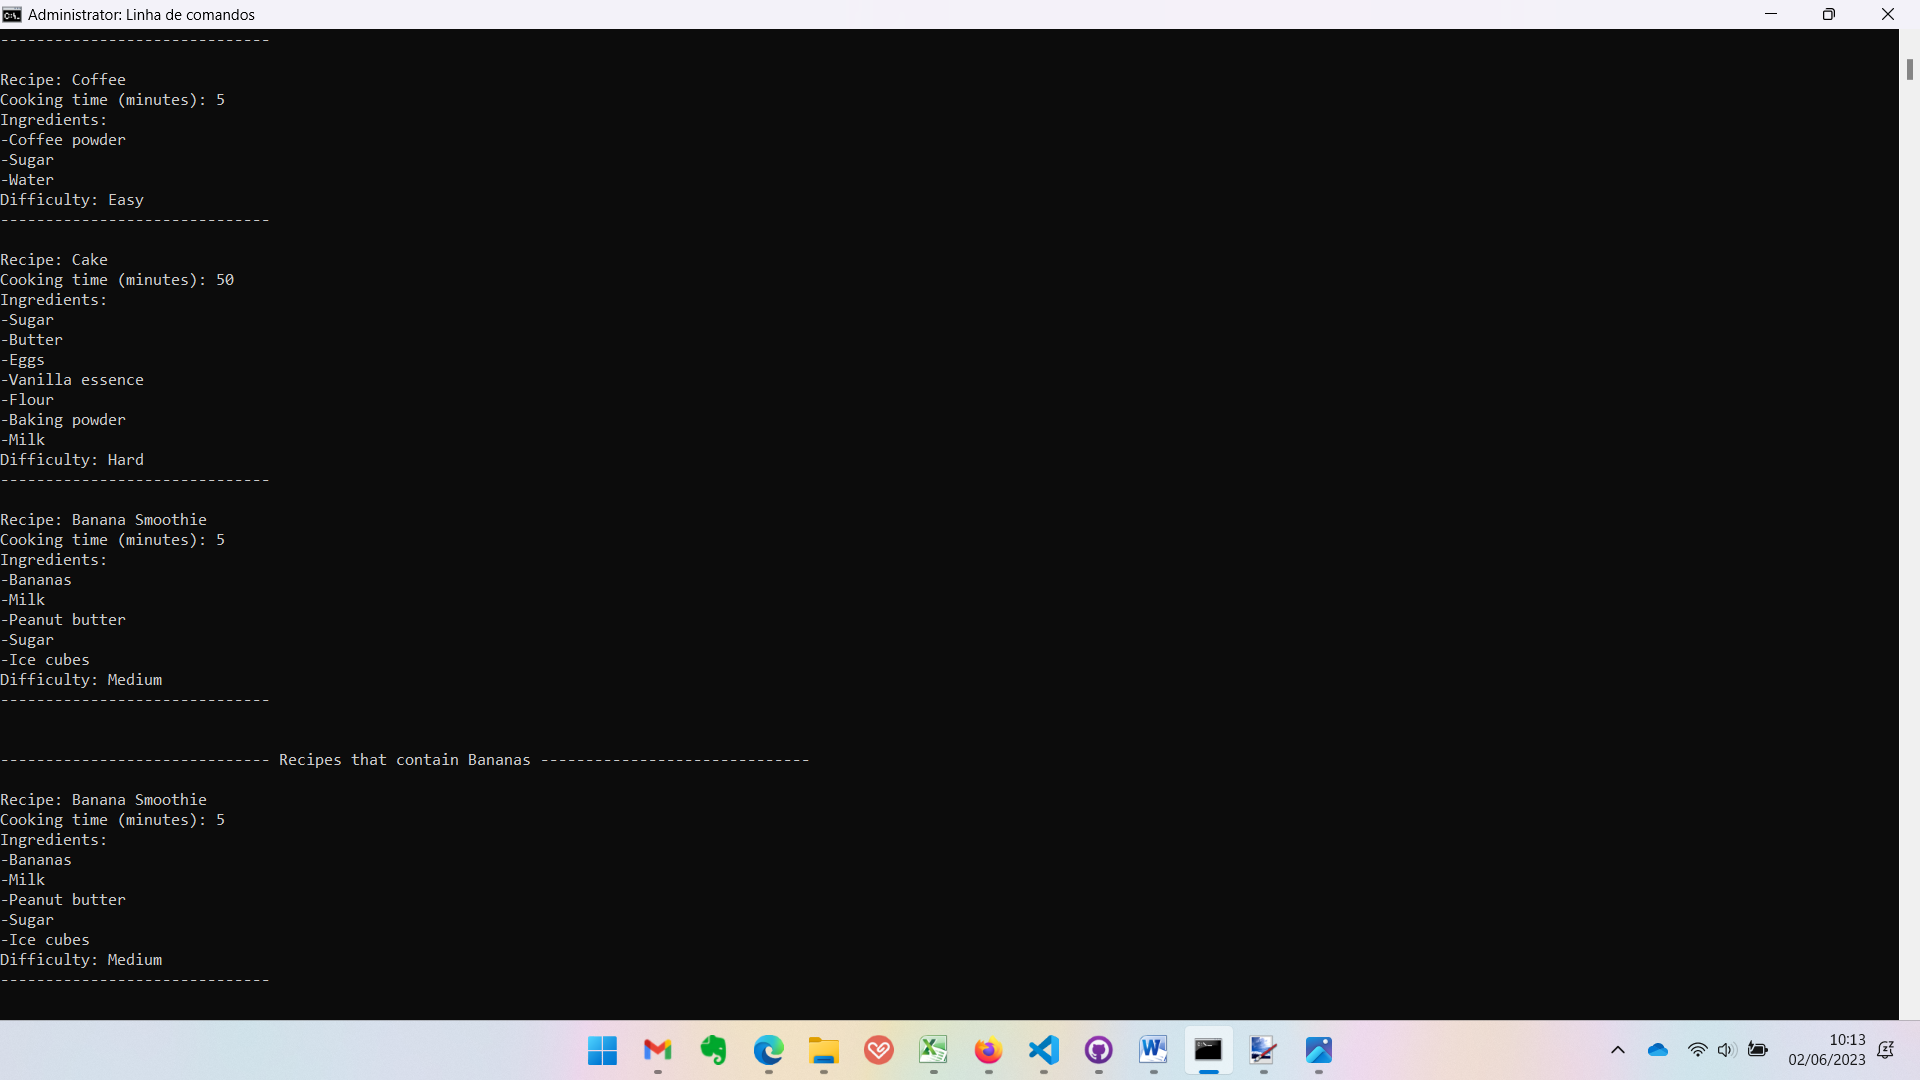 Administrator: Linha de comandos
------------------------------
Recipe: Coffee
Cooking time (minutes): 5
Ingredients:
-Coffee powder
-Sugar
-Water
Difficulty: Easy
------------------------------
Recipe: Cake
Cooking time (minutes): 50
Ingredients:
-Sugar
-Butter
-Eggs
-Vanilla essence
-Flour
-Baking powder
-Milk
Difficulty: Hard
------------------------------
Recipe: Banana Smoothie
Cooking time (minutes): 5
Ingredients:
-Bananas
-Milk
-Peanut butter
-Sugar
-Ice cubes
Difficulty: Medium
------------------------------
------------------------------ Recipes that contain Bananas ------------------------------
Recipe: Banana Smoothie
Cooking time (minutes): 5
Ingredients:
-Bananas
-Milk
-Peanut butter
-Sugar
-Ice cubes
Difficulty: Medium
------------------------------
10:13
02/06/2023